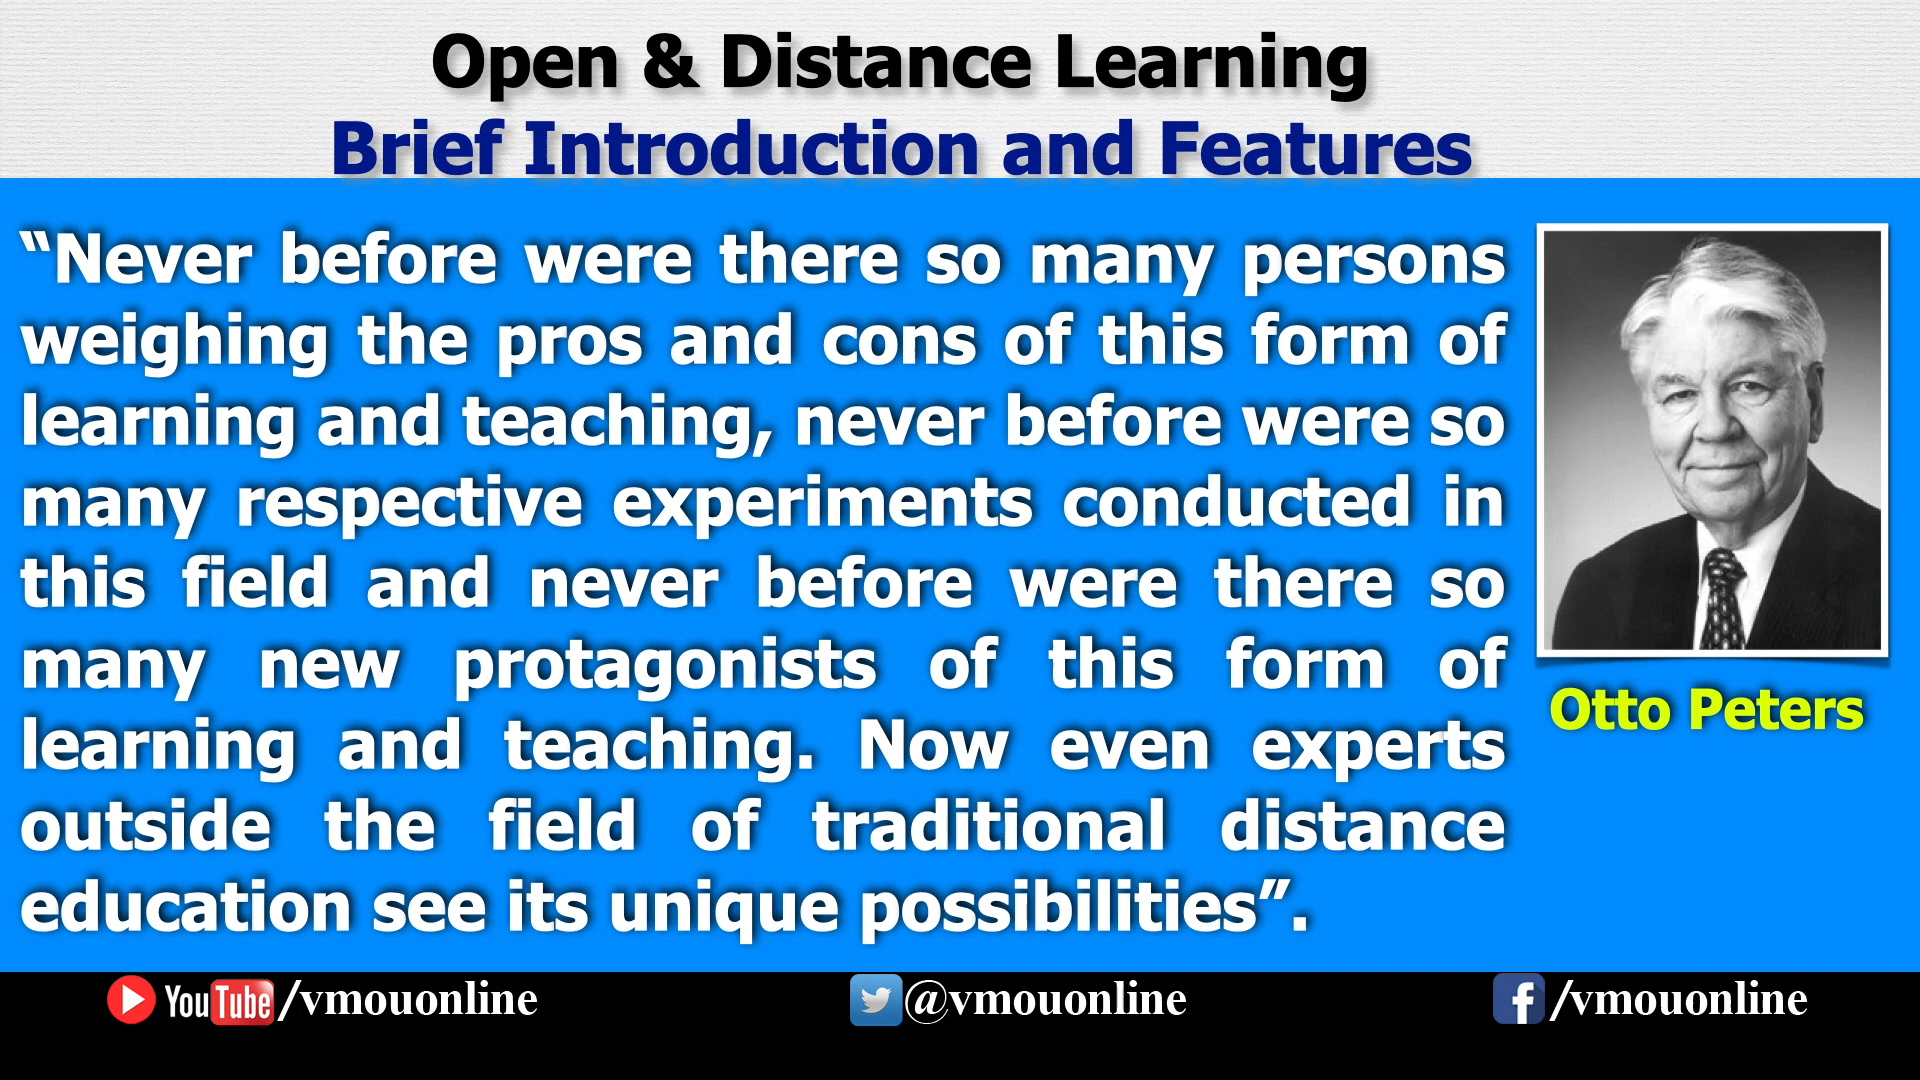 Open & Distance Learning
Brief Introduction and Features
“Never before were there so many persons
weighing the pros and cons of this form of
learning and teaching, never before were so
many respective experiments conducted in
this field and never before were there so
many new protagonists of this form of
learning and teaching. Now even experts
outside the field of traditional distance
education see its unique possibilities”.
Otto Peters
YouTube /vmouonline
@vmouonline
f /vmouonline